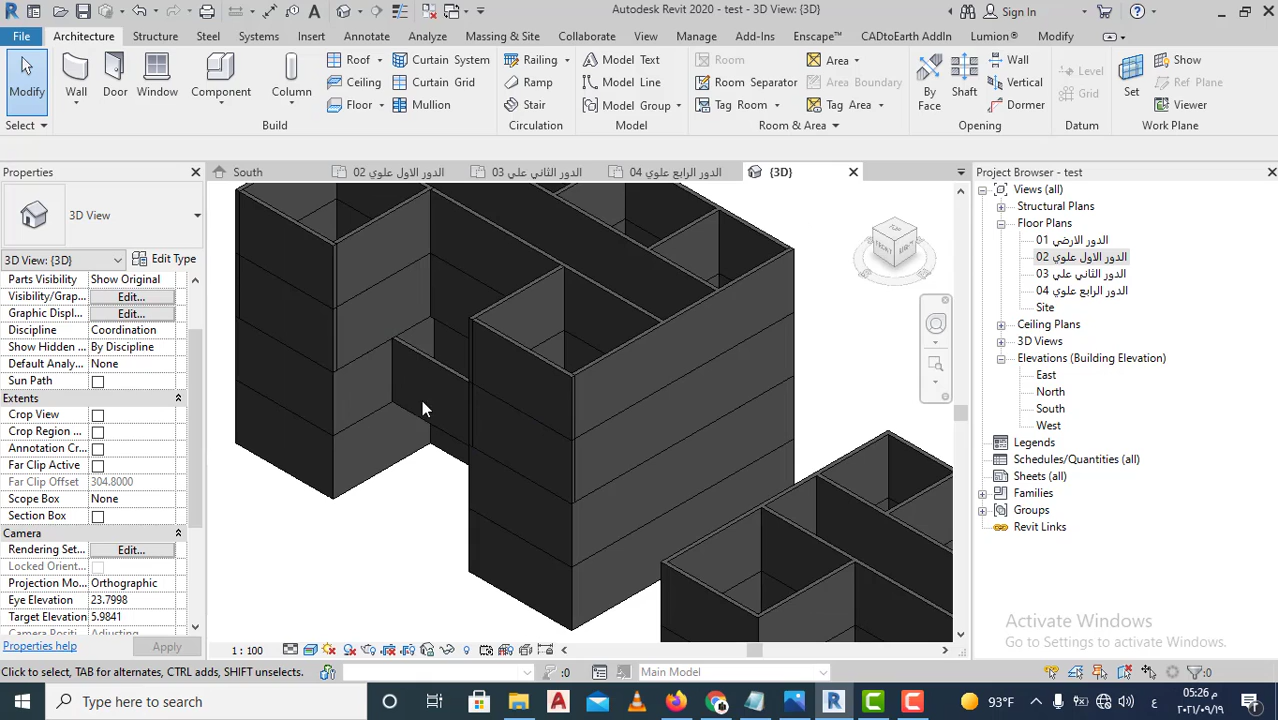 Autodesk Revit 2020 - test - 3D View: {3D}
Sign In
File Architecture Structure Steel Systems Insert Annotate Analyze Massing & Site Collaborate View Manage Add-Ins Enscape™ CADtoEarth AddIn Lumion® Modify
Modify Wall Door Window Component Column
Roof Curtain System
Ceiling Curtain Grid
Floor Mullion
Railing
Ramp
Stair
Model Text
Model Line
Model Group
Room Area
Room Separator Area Boundary
Tag Room Tag Area
By Face Shaft
Wall
Vertical
Dormer
Level
Grid
Set
Show
Ref Plane
Viewer
Select Build Circulation Model Room & Area Opening Datum Work Plane
Properties
South
الدور الاول علوي 02
الدور الثاني علي 03
الدور الرابع علوي 04
{3D}
Project Browser - test
3D View
3D View: {3D} Edit Type
Parts Visibility Show Original
Visibility/Grap... Edit...
Graphic Displ... Edit...
Discipline Coordination
Show Hidden ... By Discipline
Default Analy... None
Sun Path
Extents
Crop View
Crop Region ...
Annotation Cr...
Far Clip Active
Far Clip Offset 304.8000
Scope Box None
Section Box
Camera
Rendering Set... Edit...
Locked Orient...
Projection Mo... Orthographic
Eye Elevation 23.7998
Target Elevation 5.9841
Camera Positi... Adjusting
Properties help Apply
TOP
FRONT
RIGHT
Views (all)
Structural Plans
Floor Plans
الدور الارضي 01
الدور الاول علوي 02
الدور الثاني علي 03
الدور الرابع علوي 04
Site
Ceiling Plans
3D Views
Elevations (Building Elevation)
East
North
South
West
Legends
Schedules/Quantities (all)
Sheets (all)
Families
Groups
Revit Links
Activate Windows
Go to Settings to activate Windows.
1 : 100
Click to select, TAB for alternates, CTRL adds, SHIFT unselects.
:0 Main Model :0
Type here to search
93°F
ع
05:26 م
٢٠٢١/٠٩/١٩